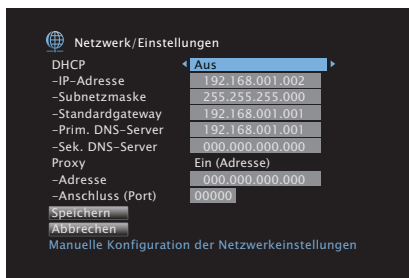 Netzwerk/Einstellungen
DHCP Aus
-IP-Adresse 192.168.001.002
-Subnetzmaske 255.255.255.000
-Standardgateway 192.168.001.001
-Prim. DNS-Server 192.168.001.001
-Sek. DNS-Server 000.000.000.000
Proxy Ein (Adresse)
-Adresse 000.000.000.000
-Anschluss (Port) 00000
Speichern
Abbrechen
Manuelle Konfiguration der Netzwerkeinstellungen